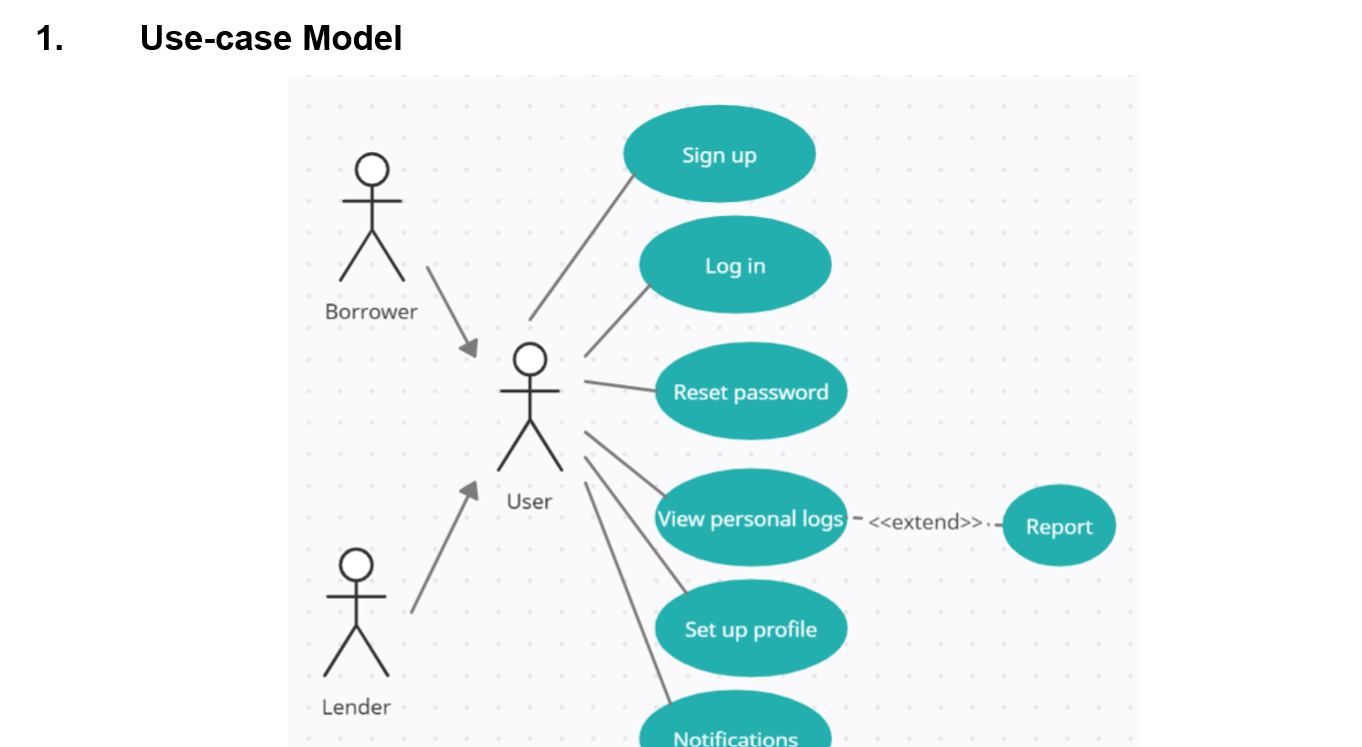 1. Use-case Model
Sign up
Log in
Borrower
Reset password
User
View personal logs
<<extend>>
Report
Set up profile
Lender
Notifications